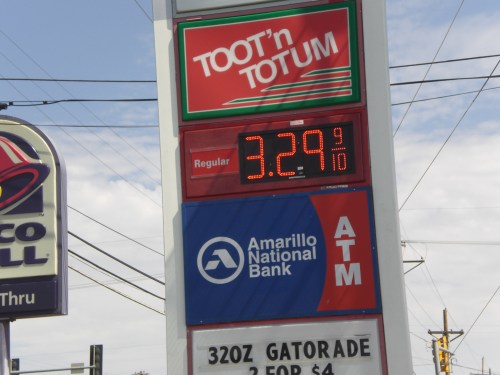 TOOT'n
TOTUM
Regular 3.29 9/10
Amarillo
National
Bank
ATM
32OZ GATORADE
2 FOR $4
CO
LL
Thru